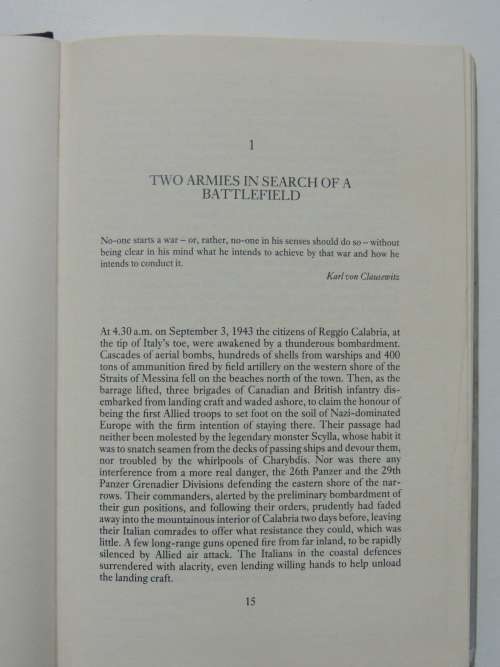 1
TWO ARMIES IN SEARCH OF A
BATTLEFIELD
No-one starts a war – or, rather, no-one in his senses should do so – without
being clear in his mind what he intends to achieve by that war and how he
intends to conduct it.
Karl von Clausewitz
At 4.30 a.m. on September 3, 1943 the citizens of Reggio Calabria, at
the tip of Italy's toe, were awakened by a thunderous bombardment.
Cascades of aerial bombs, hundreds of shells from warships and 400
tons of ammunition fired by field artillery on the western shore of the
Straits of Messina fell on the beaches north of the town. Then, as the
barrage lifted, three brigades of Canadian and British infantry dis-
embarked from landing craft and waded ashore, to claim the honour of
being the first Allied troops to set foot on the soil of Nazi-dominated
Europe with the firm intention of staying there. Their passage had
neither been molested by the legendary monster Scylla, whose habit it
was to snatch seamen from the decks of passing ships and devour them,
nor troubled by the whirlpools of Charybdis. Nor was there any
interference from a more real danger, the 26th Panzer and the 29th
Panzer Grenadier Divisions defending the eastern shore of the nar-
rows. Their commanders, alerted by the preliminary bombardment of
their gun positions, and following their orders, prudently had faded
away into the mountainous interior of Calabria two days before, leaving
their Italian comrades to offer what resistance they could, which was
little. A few long-range guns opened fire from far inland, to be rapidly
silenced by Allied air attack. The Italians in the coastal defences
surrendered with alacrity, even lending willing hands to help unload
the landing craft.
15